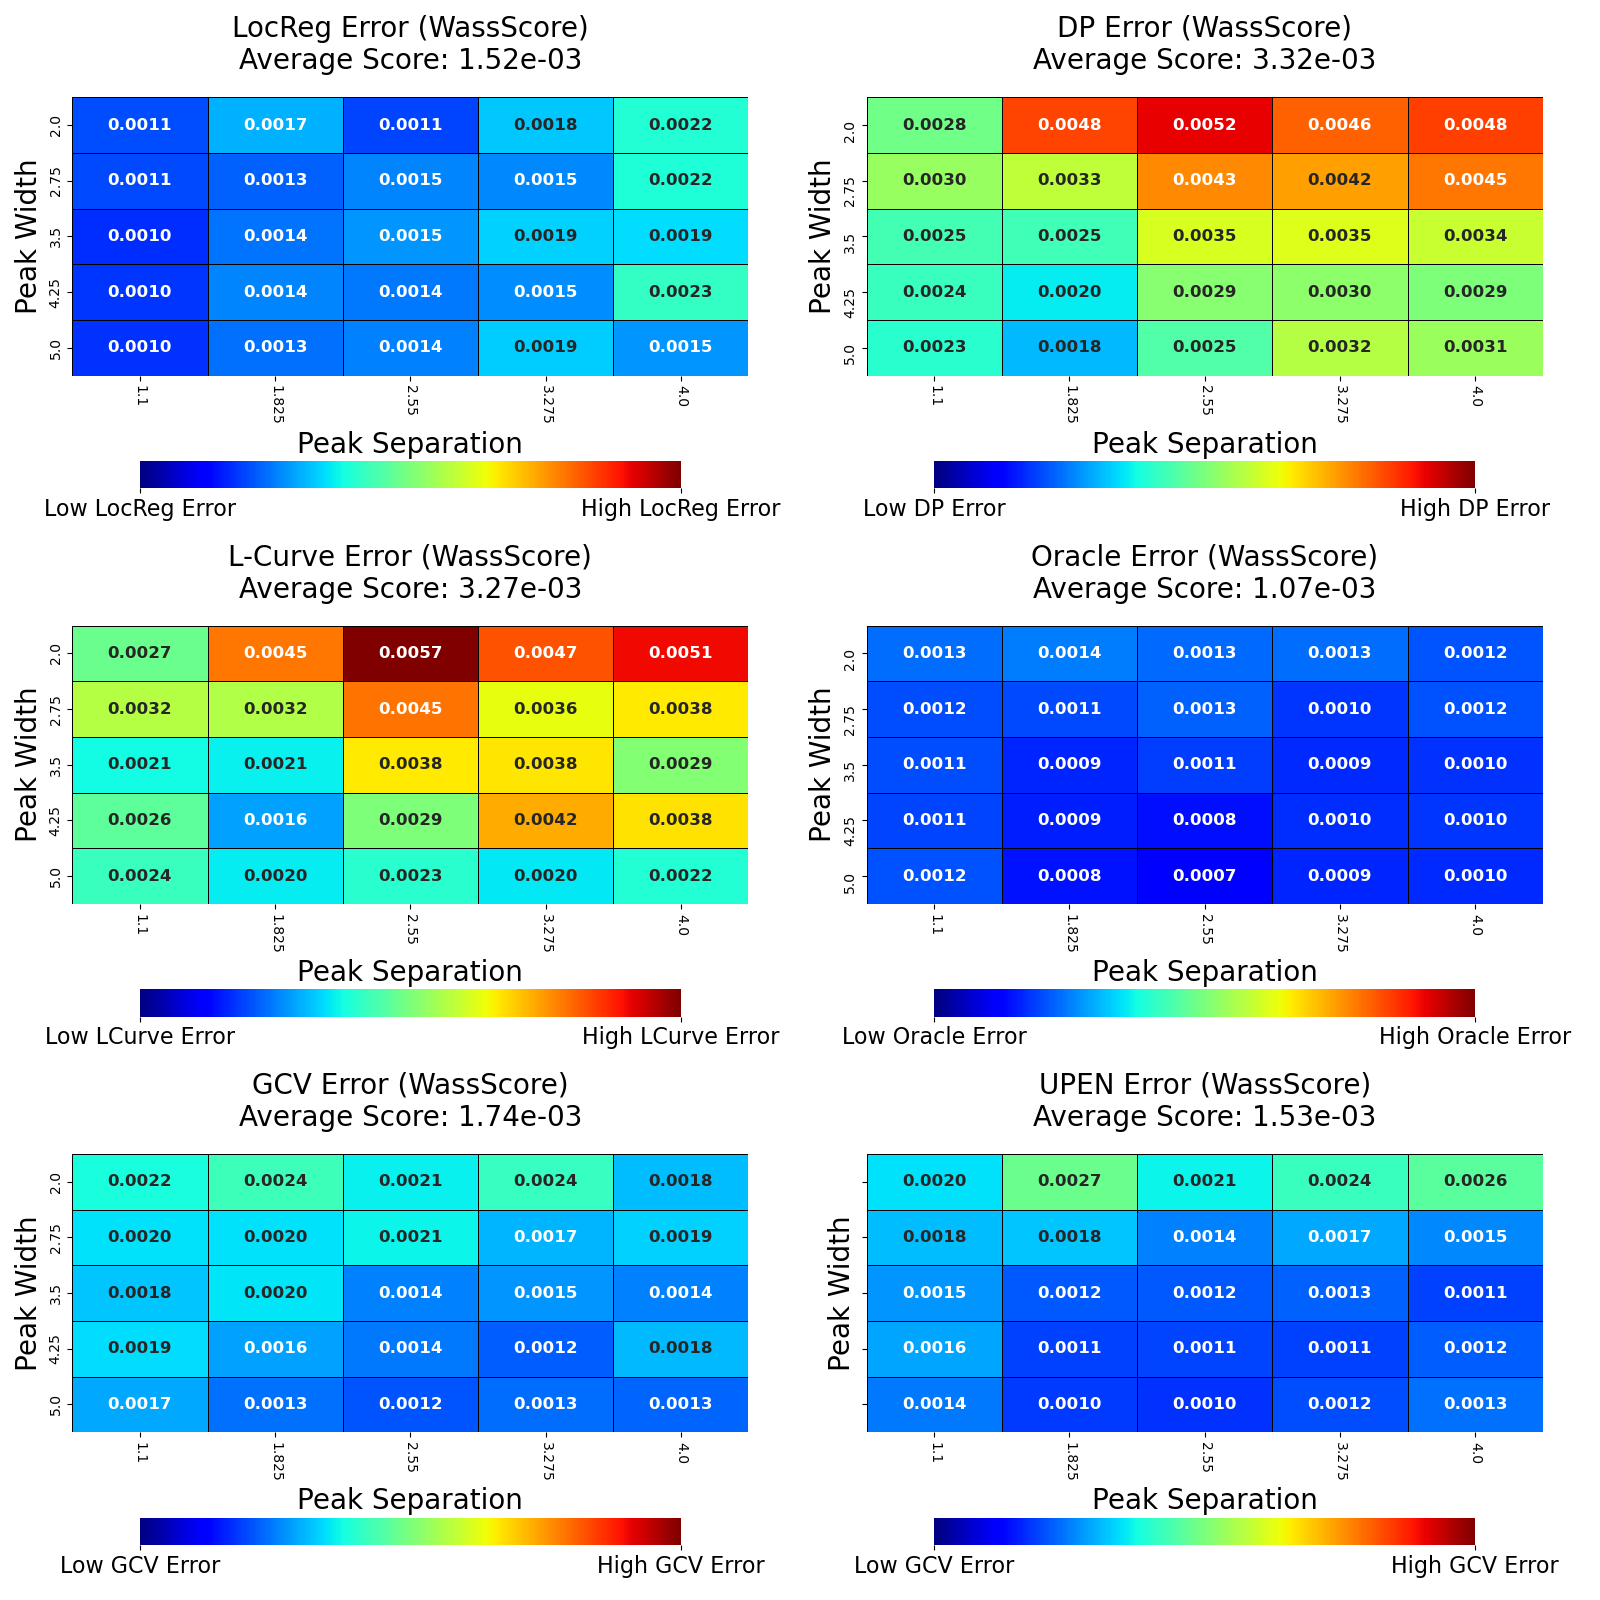 LocReg Error (WassScore)
Average Score: 1.52e-03
Peak Width
2.0 0.0011 0.0017 0.0011 0.0018 0.0022
2.75 0.0011 0.0013 0.0015 0.0015 0.0022
3.5 0.0010 0.0014 0.0015 0.0019 0.0019
4.25 0.0010 0.0014 0.0014 0.0015 0.0023
5.0 0.0010 0.0013 0.0014 0.0019 0.0015
1.1 1.825 2.55 3.275 4.0
Peak Separation
Low LocReg Error High LocReg Error
DP Error (WassScore)
Average Score: 3.32e-03
Peak Width
2.0 0.0028 0.0048 0.0052 0.0046 0.0048
2.75 0.0030 0.0033 0.0043 0.0042 0.0045
3.5 0.0025 0.0025 0.0035 0.0035 0.0034
4.25 0.0024 0.0020 0.0029 0.0030 0.0029
5.0 0.0023 0.0018 0.0025 0.0032 0.0031
1.1 1.825 2.55 3.275 4.0
Peak Separation
Low DP Error High DP Error
L-Curve Error (WassScore)
Average Score: 3.27e-03
Peak Width
2.0 0.0027 0.0045 0.0057 0.0047 0.0051
2.75 0.0032 0.0032 0.0045 0.0036 0.0038
3.5 0.0021 0.0021 0.0038 0.0038 0.0029
4.25 0.0026 0.0016 0.0029 0.0042 0.0038
5.0 0.0024 0.0020 0.0023 0.0020 0.0022
1.1 1.825 2.55 3.275 4.0
Peak Separation
Low LCurve Error High LCurve Error
Oracle Error (WassScore)
Average Score: 1.07e-03
Peak Width
2.0 0.0013 0.0014 0.0013 0.0013 0.0012
2.75 0.0012 0.0011 0.0013 0.0010 0.0012
3.5 0.0011 0.0009 0.0011 0.0009 0.0010
4.25 0.0011 0.0009 0.0008 0.0010 0.0010
5.0 0.0012 0.0008 0.0007 0.0009 0.0010
1.1 1.825 2.55 3.275 4.0
Peak Separation
Low Oracle Error High Oracle Error
GCV Error (WassScore)
Average Score: 1.74e-03
Peak Width
2.0 0.0022 0.0024 0.0021 0.0024 0.0018
2.75 0.0020 0.0020 0.0021 0.0017 0.0019
3.5 0.0018 0.0020 0.0014 0.0015 0.0014
4.25 0.0019 0.0016 0.0014 0.0012 0.0018
5.0 0.0017 0.0013 0.0012 0.0013 0.0013
1.1 1.825 2.55 3.275 4.0
Peak Separation
Low GCV Error High GCV Error
UPEN Error (WassScore)
Average Score: 1.53e-03
Peak Width
0.0020 0.0027 0.0021 0.0024 0.0026
0.0018 0.0018 0.0014 0.0017 0.0015
0.0015 0.0012 0.0012 0.0013 0.0011
0.0016 0.0011 0.0011 0.0011 0.0012
0.0014 0.0010 0.0010 0.0012 0.0013
1.1 1.825 2.55 3.275 4.0
Peak Separation
Low GCV Error High GCV Error